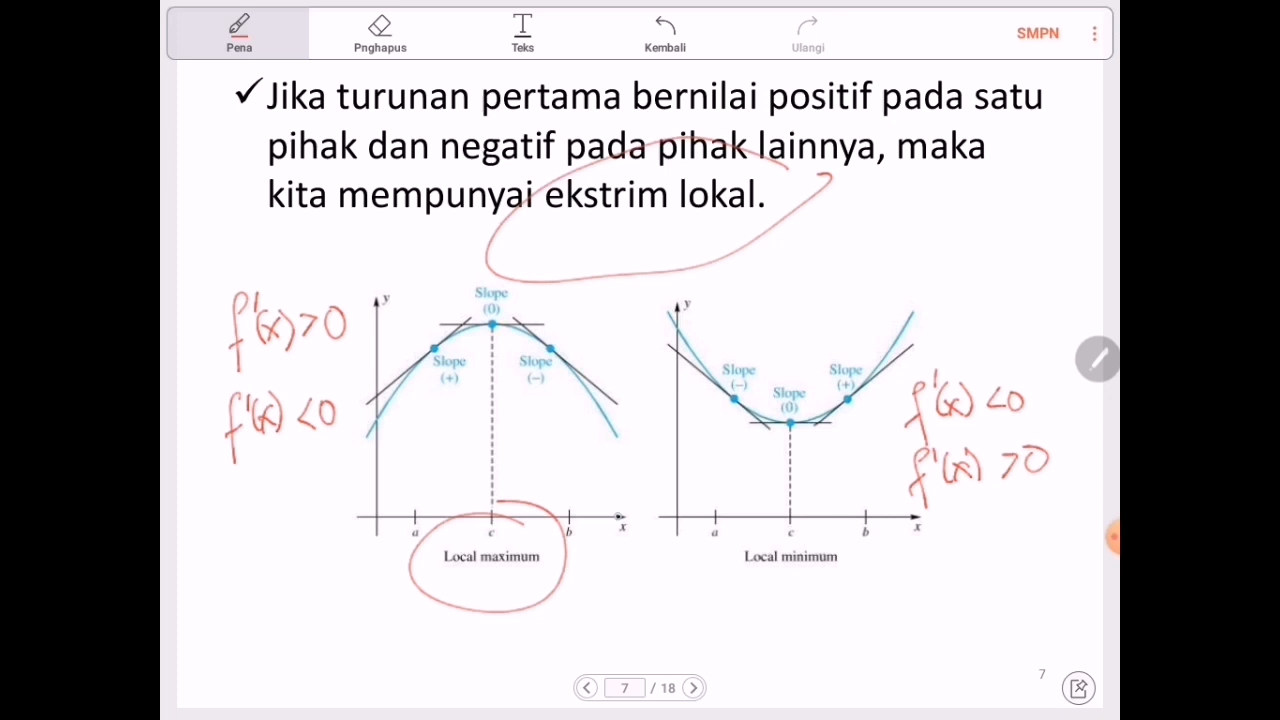 Pena
Pnghapus
Teks
Kembali
Ulangi
SMPN
✓ Jika turunan pertama bernilai positif pada satu
pihak dan negatif pada pihak lainnya, maka
kita mempunyai ekstrim lokal.
f'(x) > 0
f'(x) < 0
y
Slope
(0)
Slope
(+)
Slope
(−)
a
c
b
x
Local maximum
y
Slope
(−)
Slope
(0)
Slope
(+)
a
c
b
x
Local minimum
f'(x) < 0
f'(x) > 0
7
7 / 18